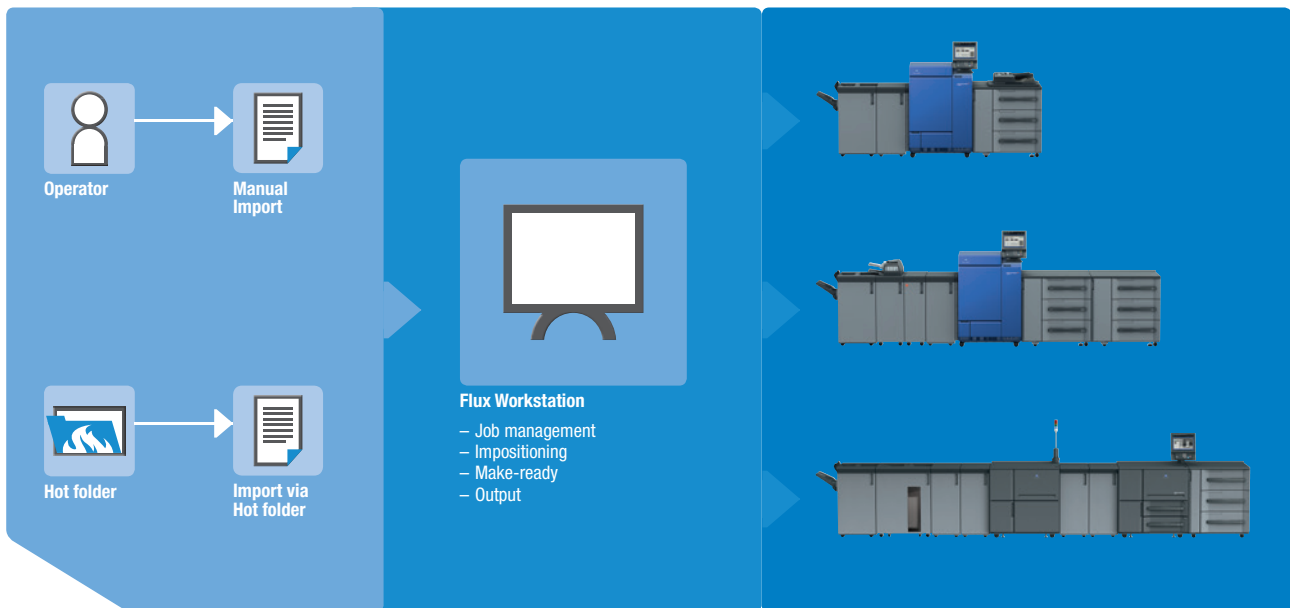 Operator
Manual
Import
Hot folder
Import via
Hot folder
Flux Workstation
– Job management
– Impositioning
– Make-ready
– Output